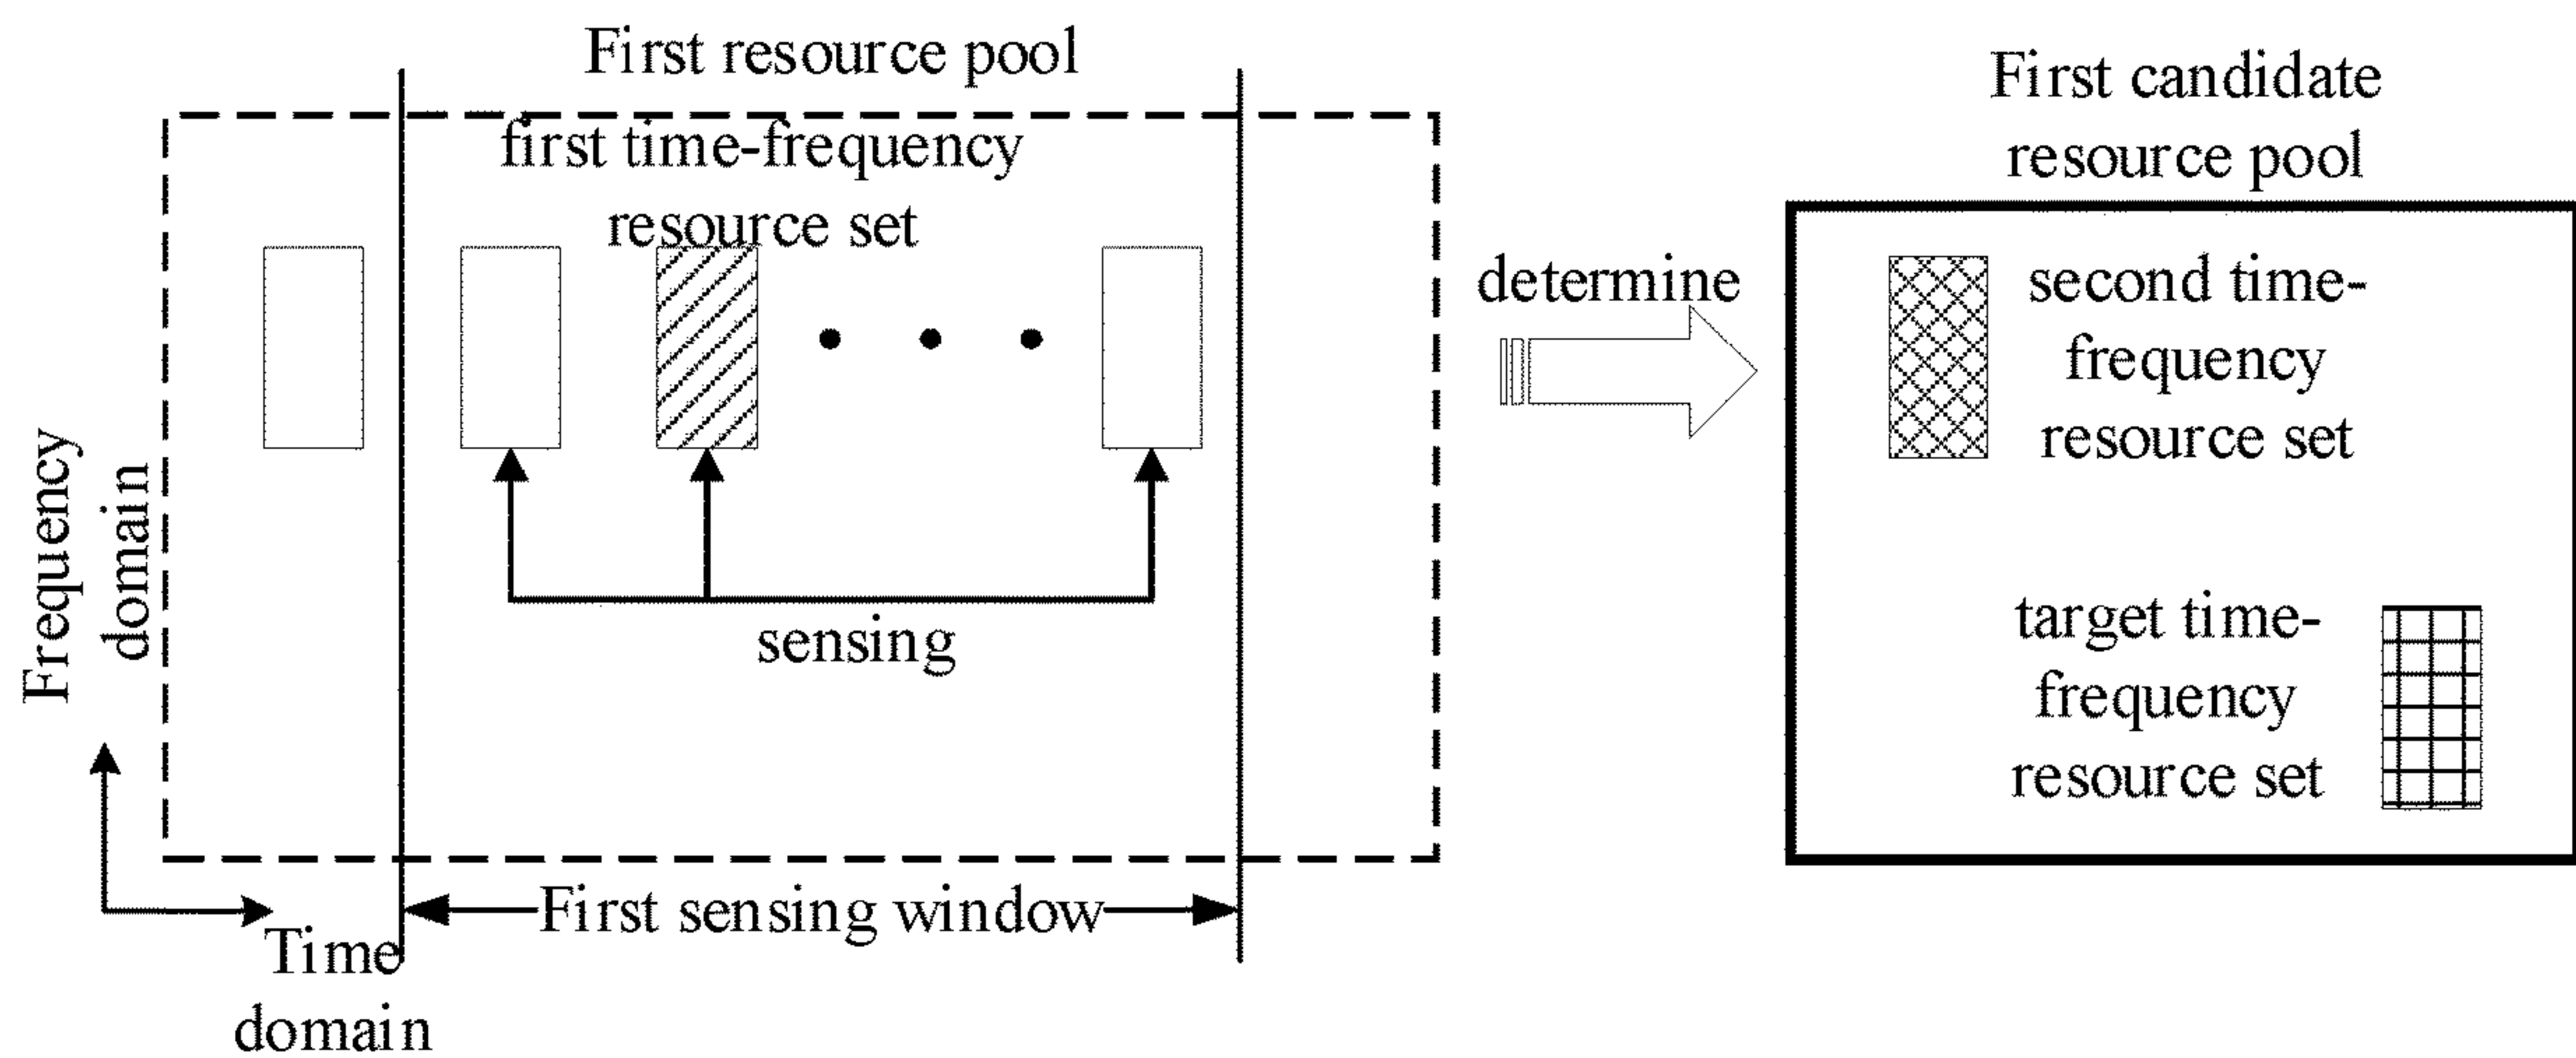 First resource pool
first time-frequency
resource set
sensing
Frequency
domain
First sensing window
Time
domain
determine
First candidate
resource pool
second time-
frequency
resource set
target time-
frequency
resource set